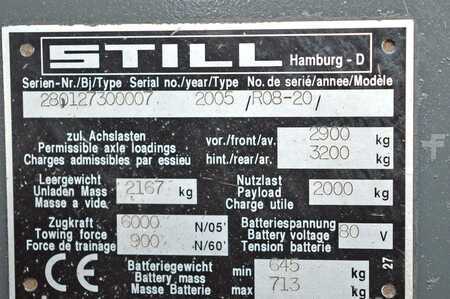 STILL Hamburg - D
Serien-Nr./Bj/Type Serial no./year/Type No. de serié/annee/Modèle
280127300007 2005 / R08-20 /
zul. Achslasten vor./front/av. 2900 kg
Permissible axle loadings
Charges admissibles par essieu hint./rear/ar. 3200 kg
Leergewicht Nutzlast
Unladen Mass 2167 kg Payload 2000 kg
Masse a vide Charge utile
Zugkraft 6000 N/05' Batteriespannung
Towing force Battery voltage 80 V
Force de trainage 900 N/60' Tension batterie
Batteriegewicht min 645 kg
CE Battery mass
Masse Batterie max 713 kg
27